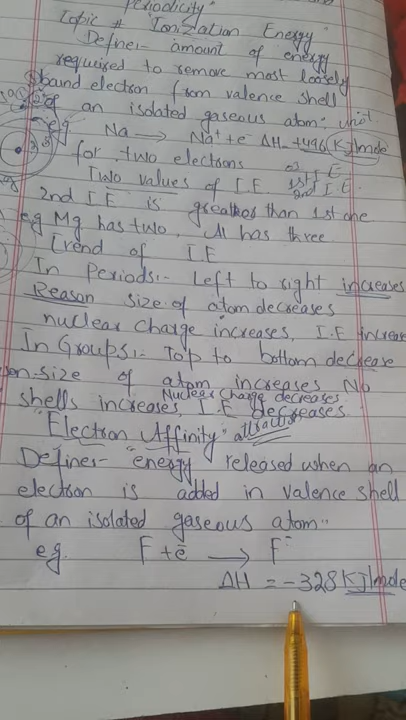 Periodicity
Topic # Ionization Energy
Define:- amount of energy
required to remove most loosely
bound electron from valence shell
of an isolated gaseous atom. unit
eg Na → Na⁺ + e⁻ ΔH = +496 (KJ/mole
for two electrons 1st I E
Two values of I.E 2nd I E
2nd I E is greather than 1st one
eg Mg has two, Al has three
Trend of IE
In Periods:- Left to right increases
Reason size of atom decreases
nuclear charge increases, I.E increase
In Groups:- Top to bottom decrease
size of atom increases No
shells increases, Nuclear Charge decreases
I.E decreases
"Electron Affinity" attraction
Define:- "energy released when an
electron is added in valence shell
of an isolated gaseous atom"
eg. F + ē → F⁻
ΔH = -328 KJ/mole